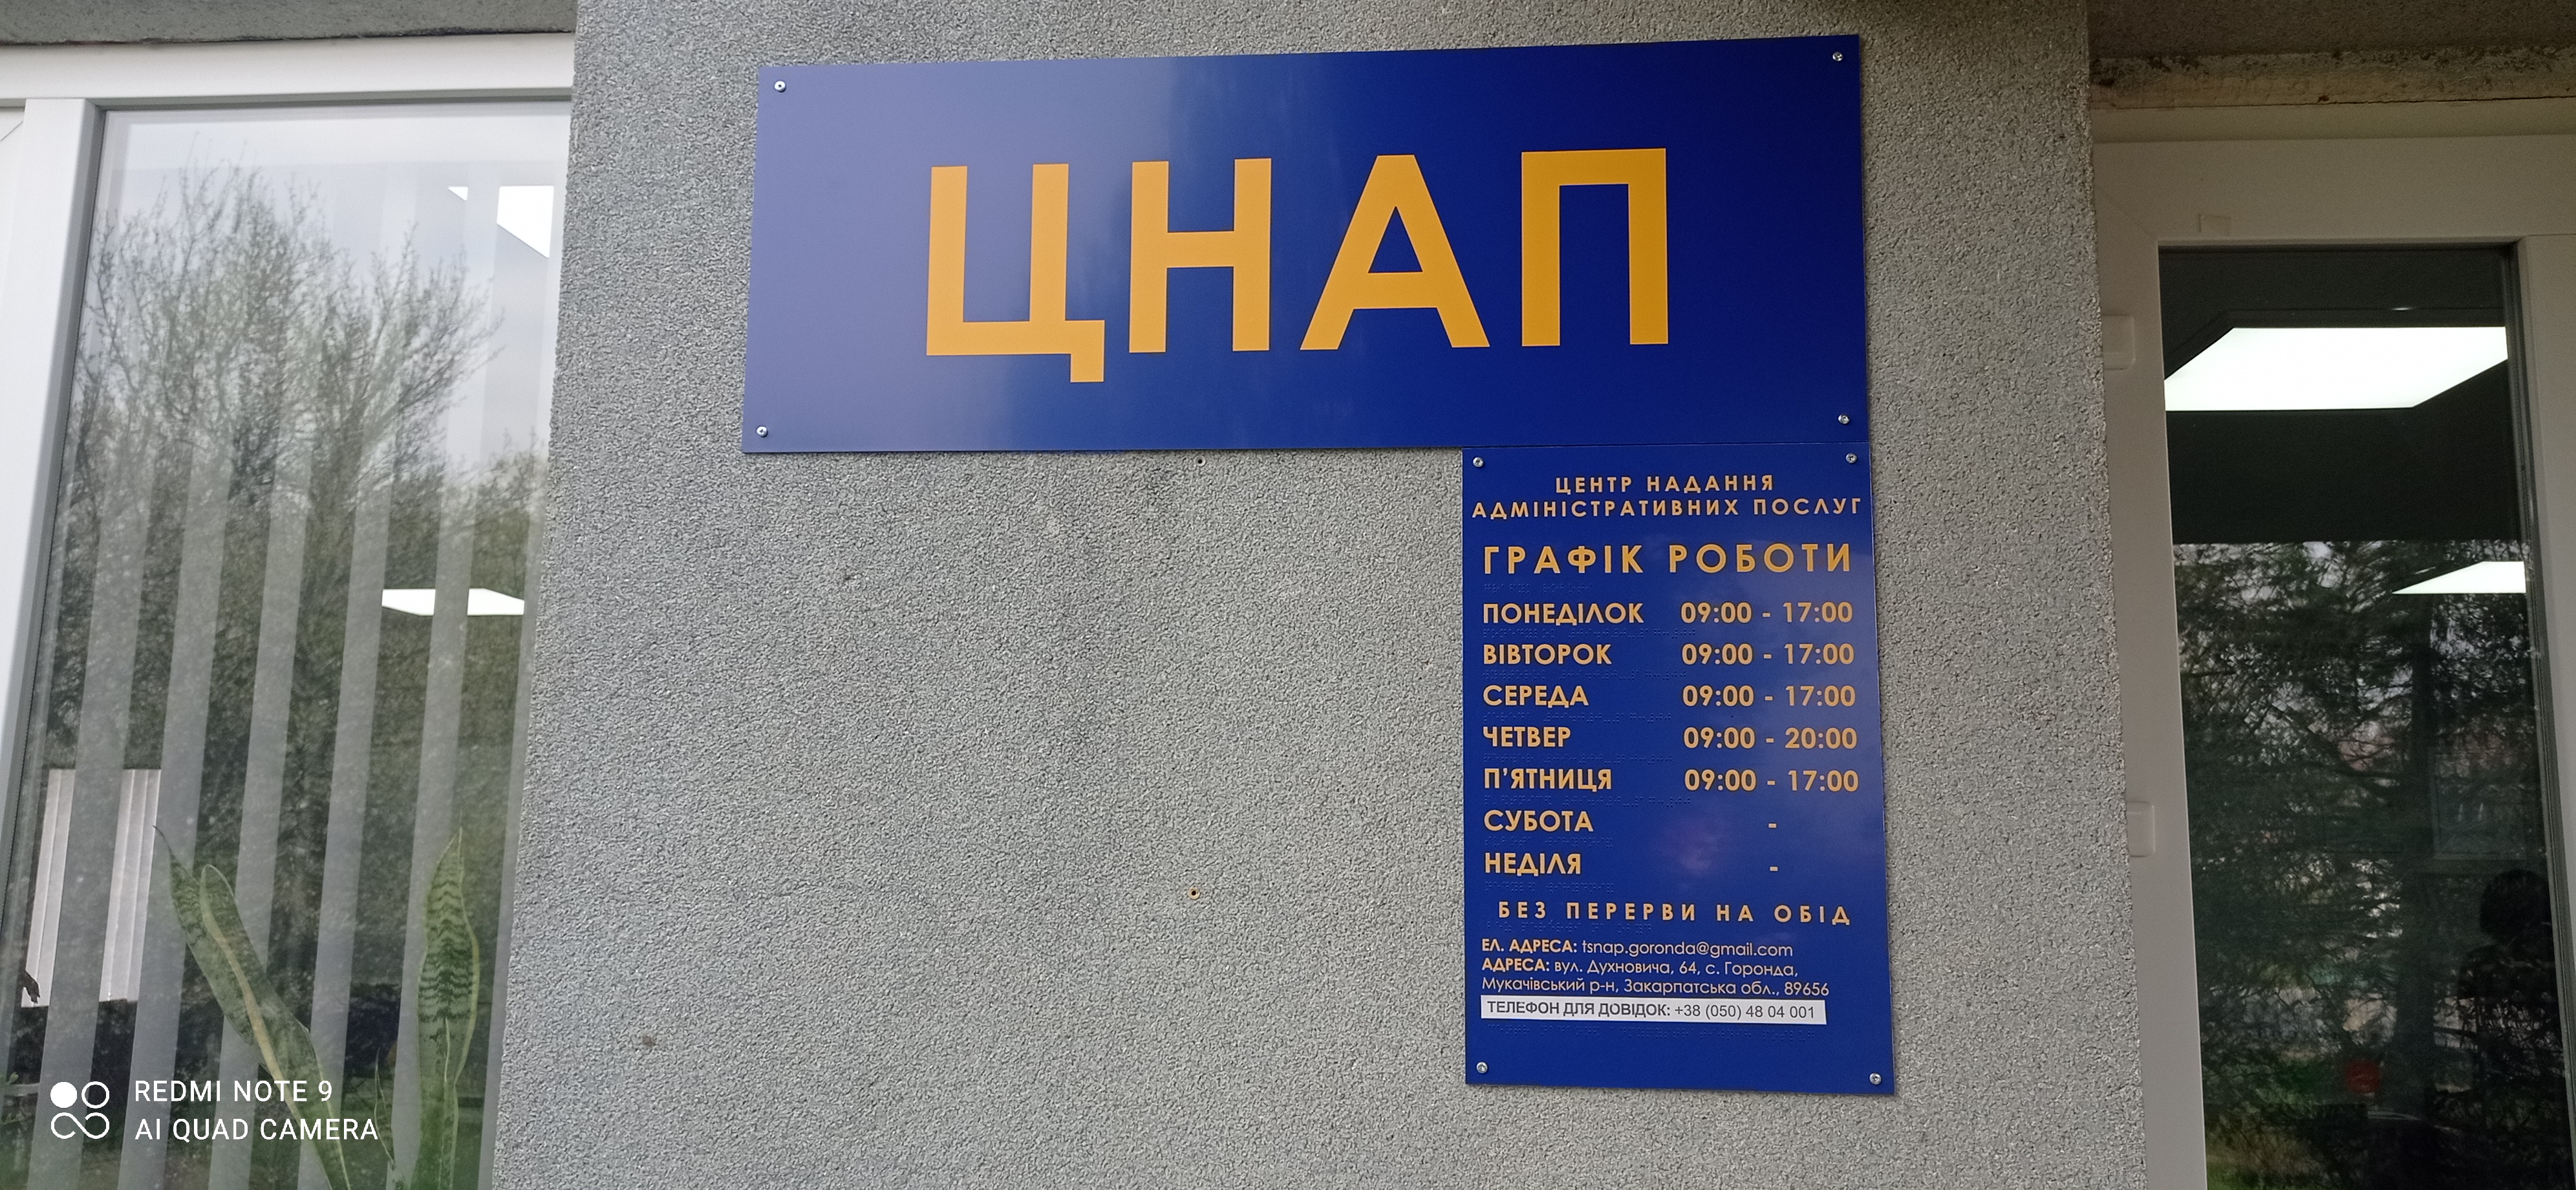 ЦНАП
ЦЕНТР НАДАННЯ
АДМІНІСТРАТИВНИХ ПОСЛУГ
ГРАФІК РОБОТИ
ПОНЕДІЛОК 09:00 - 17:00
ВІВТОРОК 09:00 - 17:00
СЕРЕДА 09:00 - 17:00
ЧЕТВЕР 09:00 - 20:00
П'ЯТНИЦЯ 09:00 - 17:00
СУБОТА -
НЕДІЛЯ -
БЕЗ ПЕРЕРВИ НА ОБІД
ЕЛ. АДРЕСА: tsnap.goronda@gmail.com
АДРЕСА: вул. Духновича, 64, с. Горонда,
Мукачівський р-н, Закарпатська обл., 89656
ТЕЛЕФОН ДЛЯ ДОВІДОК: +38 (050) 48 04 001
REDMI NOTE 9
AI QUAD CAMERA